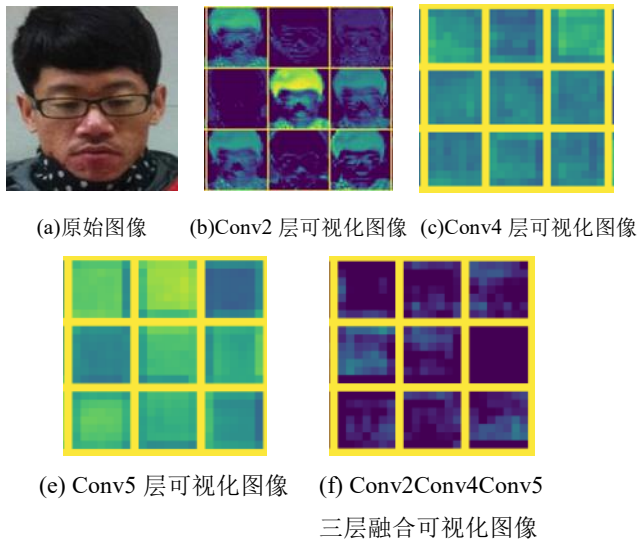 (a)原始图像
(b)Conv2 层可视化图像
(c)Conv4 层可视化图像
(e) Conv5 层可视化图像
(f) Conv2Conv4Conv5
三层融合可视化图像